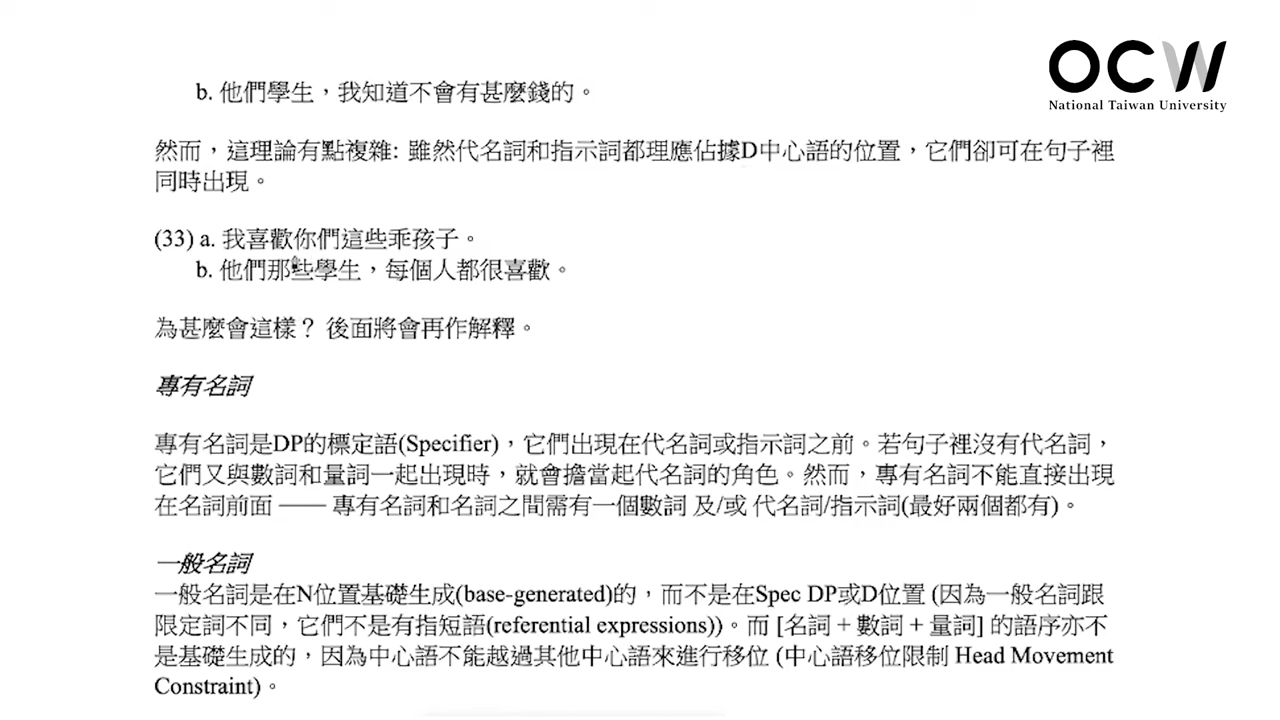 OCW
National Taiwan University
b. 他們學生，我知道不會有甚麼錢的。
然而，這理論有點複雜: 雖然代名詞和指示詞都理應佔據D中心語的位置，它們卻可在句子裡
同時出現。
(33) a. 我喜歡你們這些乖孩子。
b. 他們那些學生，每個人都很喜歡。
為甚麼會這樣？ 後面將會再作解釋。
專有名詞
專有名詞是DP的標定語(Specifier)，它們出現在代名詞或指示詞之前。若句子裡沒有代名詞，
它們又與數詞和量詞一起出現時，就會擔當起代名詞的角色。然而，專有名詞不能直接出現
在名詞前面 —— 專有名詞和名詞之間需有一個數詞 及/或 代名詞/指示詞(最好兩個都有)。
一般名詞
一般名詞是在N位置基礎生成(base-generated)的，而不是在Spec DP或D位置 (因為一般名詞跟
限定詞不同，它們不是有指短語(referential expressions))。而 [名詞 + 數詞 + 量詞] 的語序亦不
是基礎生成的，因為中心語不能越過其他中心語來進行移位 (中心語移位限制 Head Movement
Constraint)。